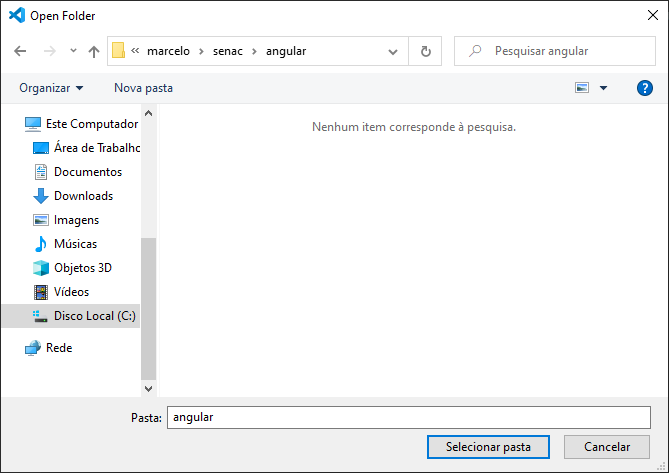 Open Folder
« marcelo › senac › angular
Pesquisar angular
Organizar
Nova pasta
?
Este Computador
Área de Trabalho
Documentos
Downloads
Imagens
Músicas
Objetos 3D
Vídeos
Disco Local (C:)
Rede
Nenhum item corresponde à pesquisa.
Pasta: angular
Selecionar pasta
Cancelar